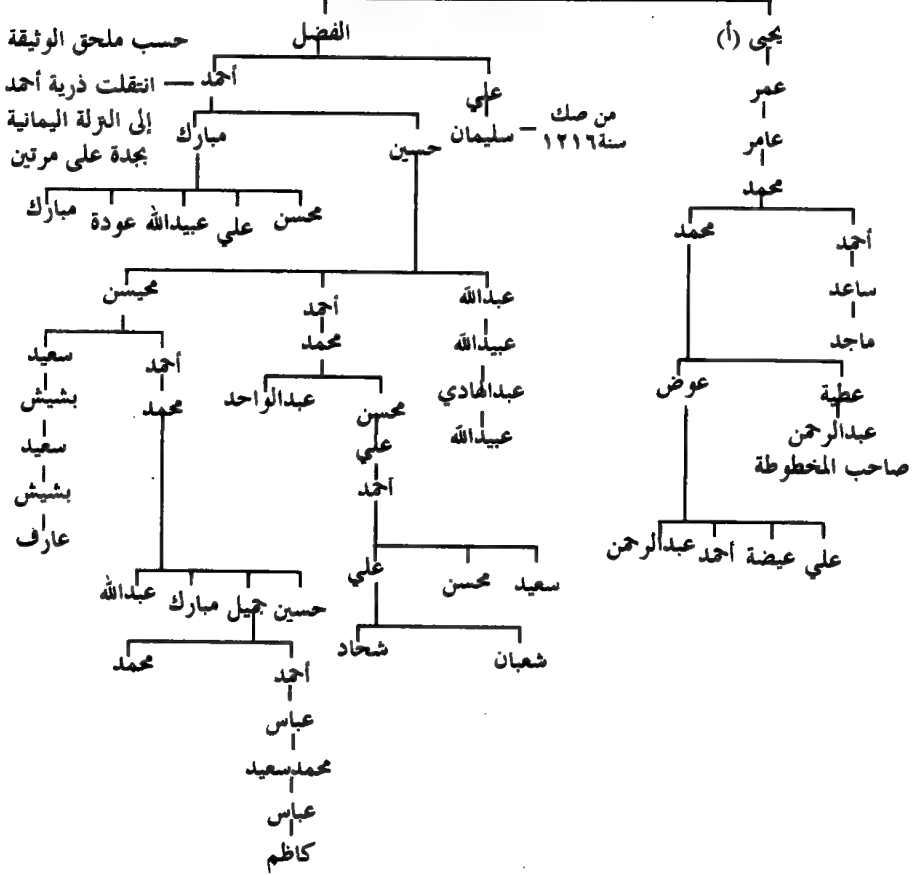 يحيى (أ)
عمر
عامر
محمد
أحمد
محمد
ساعد
ماجد
عطية
عوض
عبدالرحمن
صاحب المخطوطة
علي
عيضة
أحمد
عبدالرحمن
الفضل
علي
أحمد
سليمان
من صك
سنة ١٢١٦
حسب ملحق الوثيقة
انتقلت ذرية أحمد
إلى النزلة اليمانية
بجدة على مرتين
حسين
مبارك
محسن
علي
عبيدالله
عودة
مبارك
عبدالله
أحمد
محيسن
عبيدالله
عبدالهادي
عبيدالله
محمد
محسن
عبدالواحد
علي
أحمد
سعيد
محسن
علي
شعبان
شحاد
أحمد
سعيد
محمد
بشيش
سعيد
بشيش
عارف
حسين
جميل
مبارك
عبدالله
أحمد
محمد
عباس
محمدسعيد
عباس
كاظم